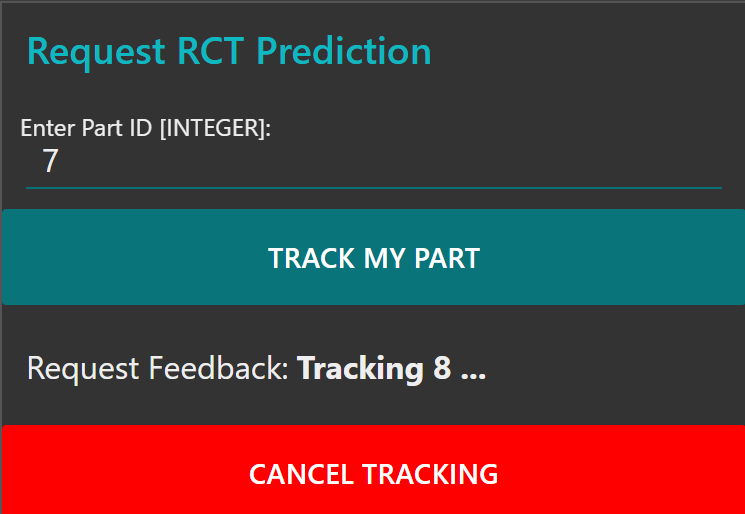 Request RCT Prediction
Enter Part ID [INTEGER]:
7
TRACK MY PART
Request Feedback: Tracking 8 ...
CANCEL TRACKING